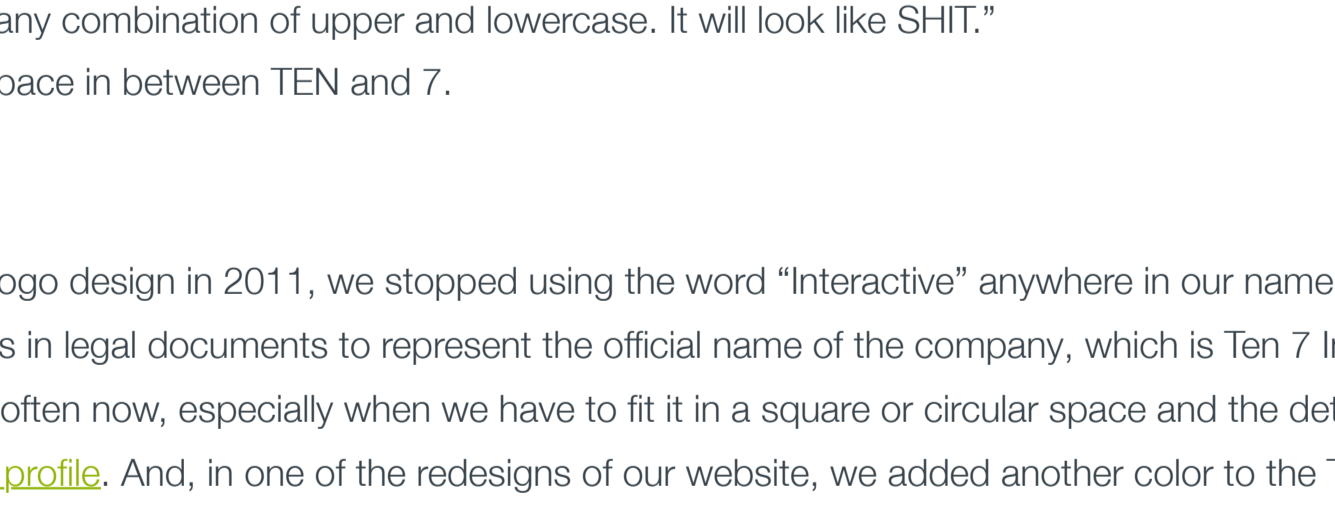 any combination of upper and lowercase. It will look like SHIT.”
in between TEN and 7.
design in 2011, we stopped using the word “Interactive” anywhere in our name
in legal documents to represent the official name of the company, which is Ten 7
often now, especially when we have to fit it in a square or circular space and the
profile. And, in one of the redesigns of our website, we added another color to the